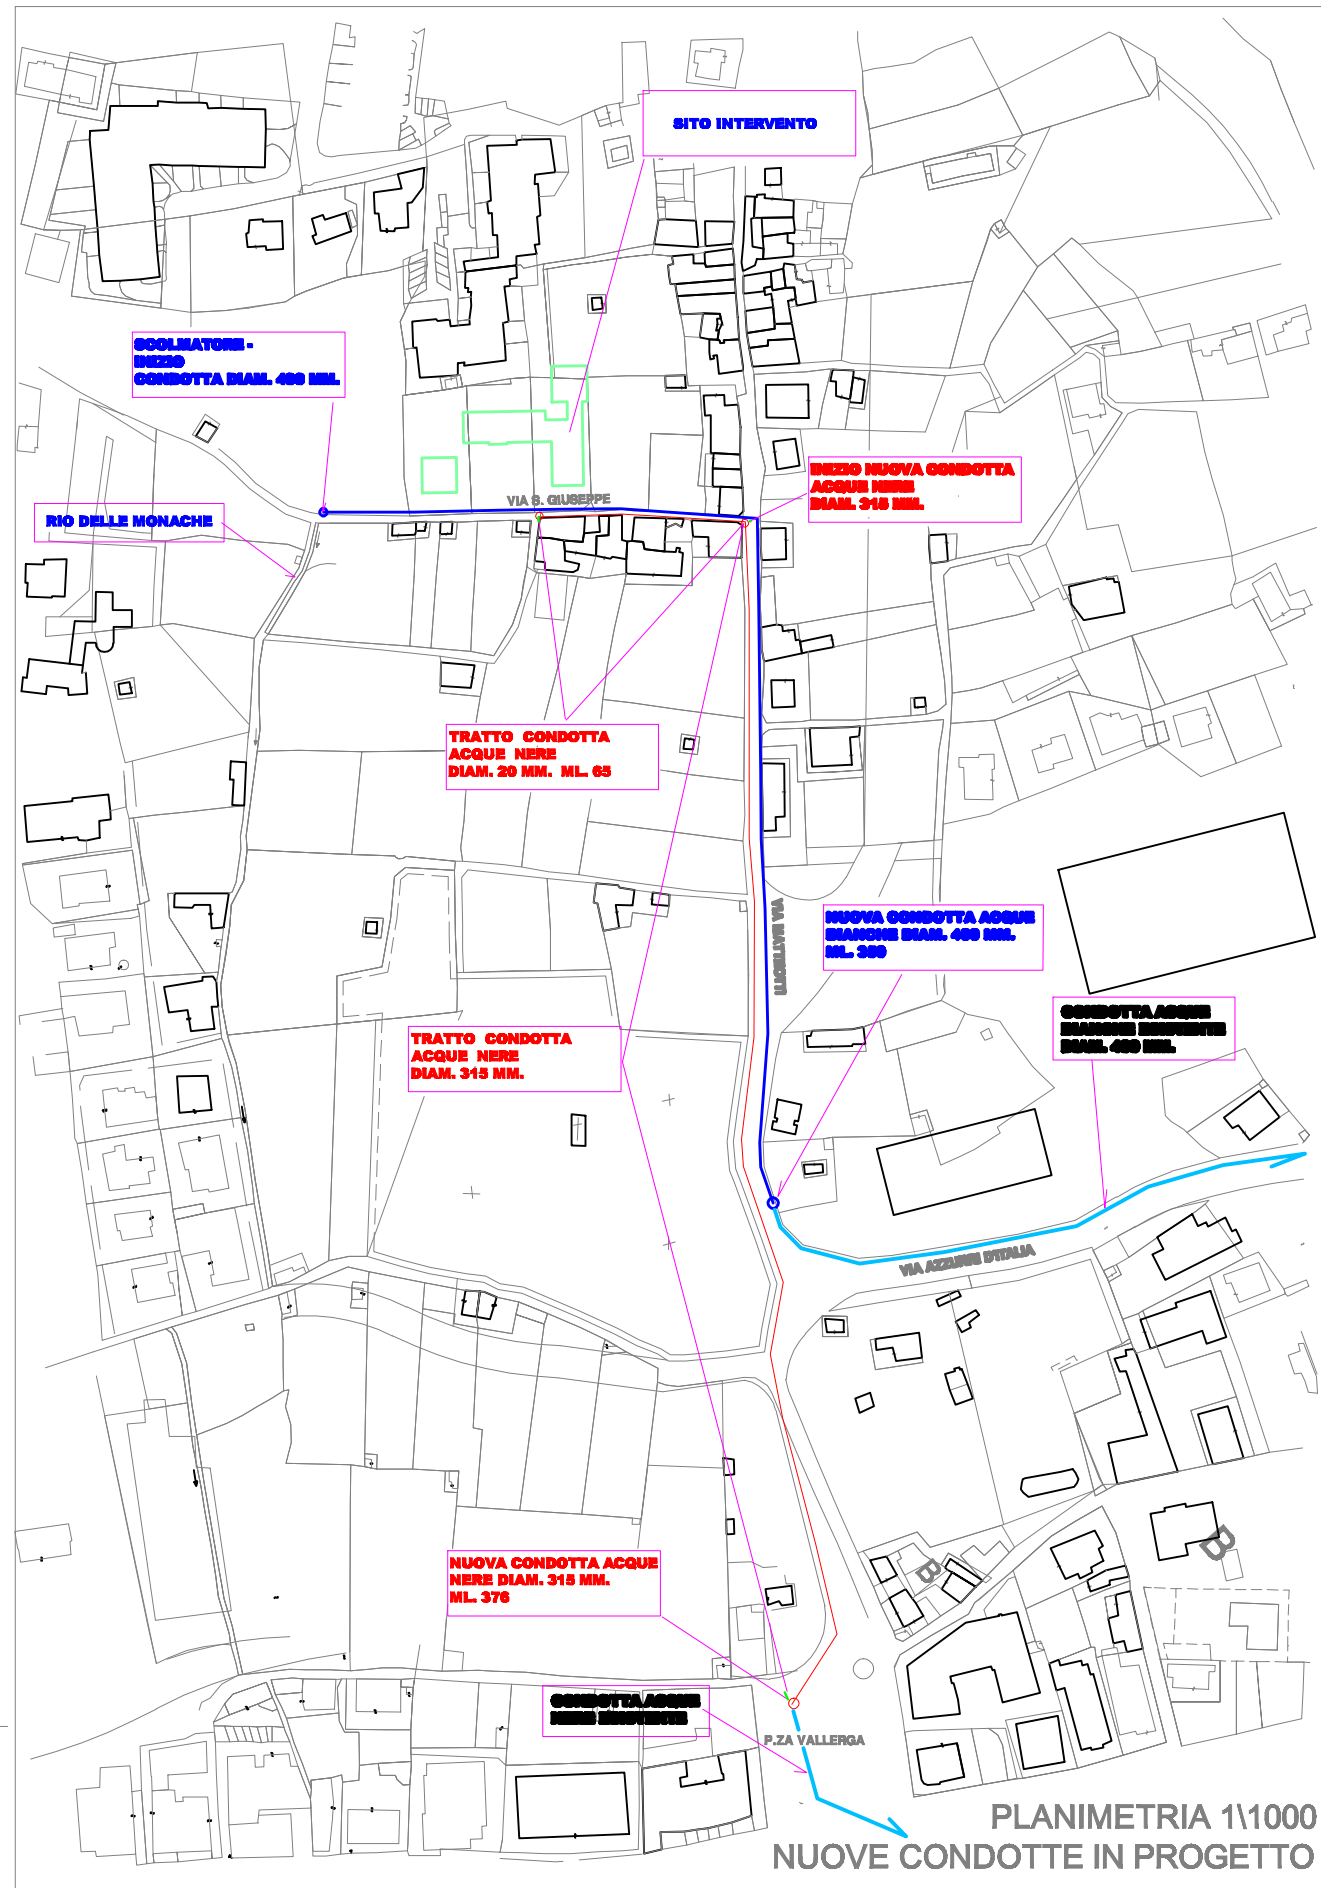 SITO INTERVENTO
SCOLMATORE -
INIZIO
CONDOTTA DIAM. 400 MM.
INIZIO NUOVA CONDOTTA
ACQUE NERE
DIAM. 315 MM.
VIA S. GIUSEPPE
RIO DELLE MONACHE
TRATTO CONDOTTA
ACQUE NERE
DIAM. 20 MM. ML. 65
NUOVA CONDOTTA ACQUE
BIANCHE DIAM. 400 MM.
ML. 350
VIA MATTEOTTI
CONDOTTA ACQUE
BIANCHE ESISTENTE
DIAM. 400 MM.
TRATTO CONDOTTA
ACQUE NERE
DIAM. 315 MM.
VIA AZZURRI D'ITALIA
B
B
NUOVA CONDOTTA ACQUE
NERE DIAM. 315 MM.
ML. 376
CONDOTTA ACQUE
NERE ESISTENTE
P.ZA VALLERGA
PLANIMETRIA 1\1000
NUOVE CONDOTTE IN PROGETTO